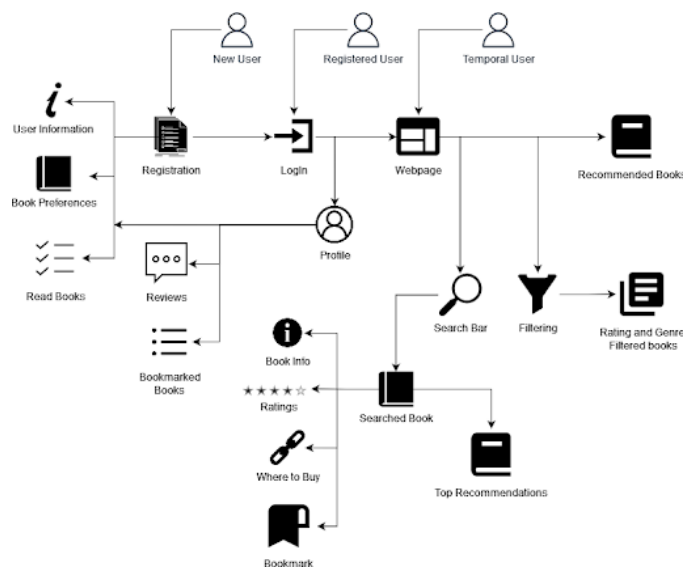 New User
Registered User
Temporal User
User Information
Registration
LogIn
Webpage
Recommended Books
Book Preferences
Profile
Read Books
Reviews
Search Bar
Filtering
Rating and Genre
Filtered books
Book Info
Bookmarked
Books
Ratings
Searched Book
Where to Buy
Top Recommendations
Bookmark